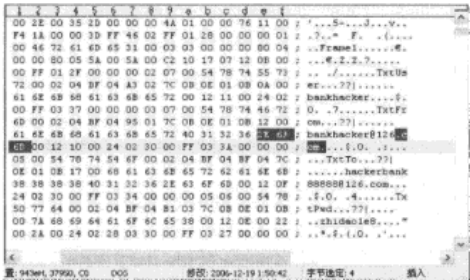 1 2 3 4 5 6 7 8 9 a b c d e f
00 2E 00 35 2D 00 00 00 4A 01 00 00 76 11 00 ; '...5-...J...v..
F4 1A 00 00 3D FF 46 02 FF 01 28 00 00 00 01
00 46 72 61 6D 65 31 00 03 03 00 00 00 80 04 ; ..Frame1
00 00 80 05 5A 00 5A 00 C2 10 17 07 12 0B 00
00 FF 01 2F 00 00 00 02 07 00 54 78 74 55 73 ; TxtUs
72 00 02 04 BF 04 A3 02 7C 0B 0E 01 0B 0A 00 ; er...??|
61 6E 6B 68 61 63 6B 65 72 00 12 11 00 24 02 ; bankhacker....$.
00 FF 03 37 00 00 00 03 07 00 54 78 74 46 72 ; TxtFr
6D 00 02 04 BF 04 95 01 7C 0B 0E 01 0B 12 00
61 6E 6B 68 61 63 6B 65 72 40 31 32 36 2E 63 ; bankhacker@126.c
6D 00 12 10 00 24 02 30 00 FF 03 3A 00 00 00
05 00 54 78 74 54 6F 00 02 04 BF 04 BF 04 7C ; TxtTo...??|
0E 01 0B 17 00 68 61 63 6B 65 72 62 61 6E 6B ; hackerbank
38 38 38 38 40 31 32 36 2E 63 6F 6D 00 12 0F ; 888888@126.com...
24 02 30 00 FF 03 34 00 00 00 05 06 00 54 78 ; $.0. .4......Tx
50 77 64 00 02 04 BF 04 B1 03 7C 0B 0E 01 0B ; tPwd...??|
00 7A 68 69 64 61 6F 6C 65 38 00 12 0E 00 22 ; .zhidaole8...."
00 2A 00 24 02 28 03 30 00 FF 03 27 00 00 00
DOS 修改: 2006-12-19 1:50:42 字节选定: 4 插入